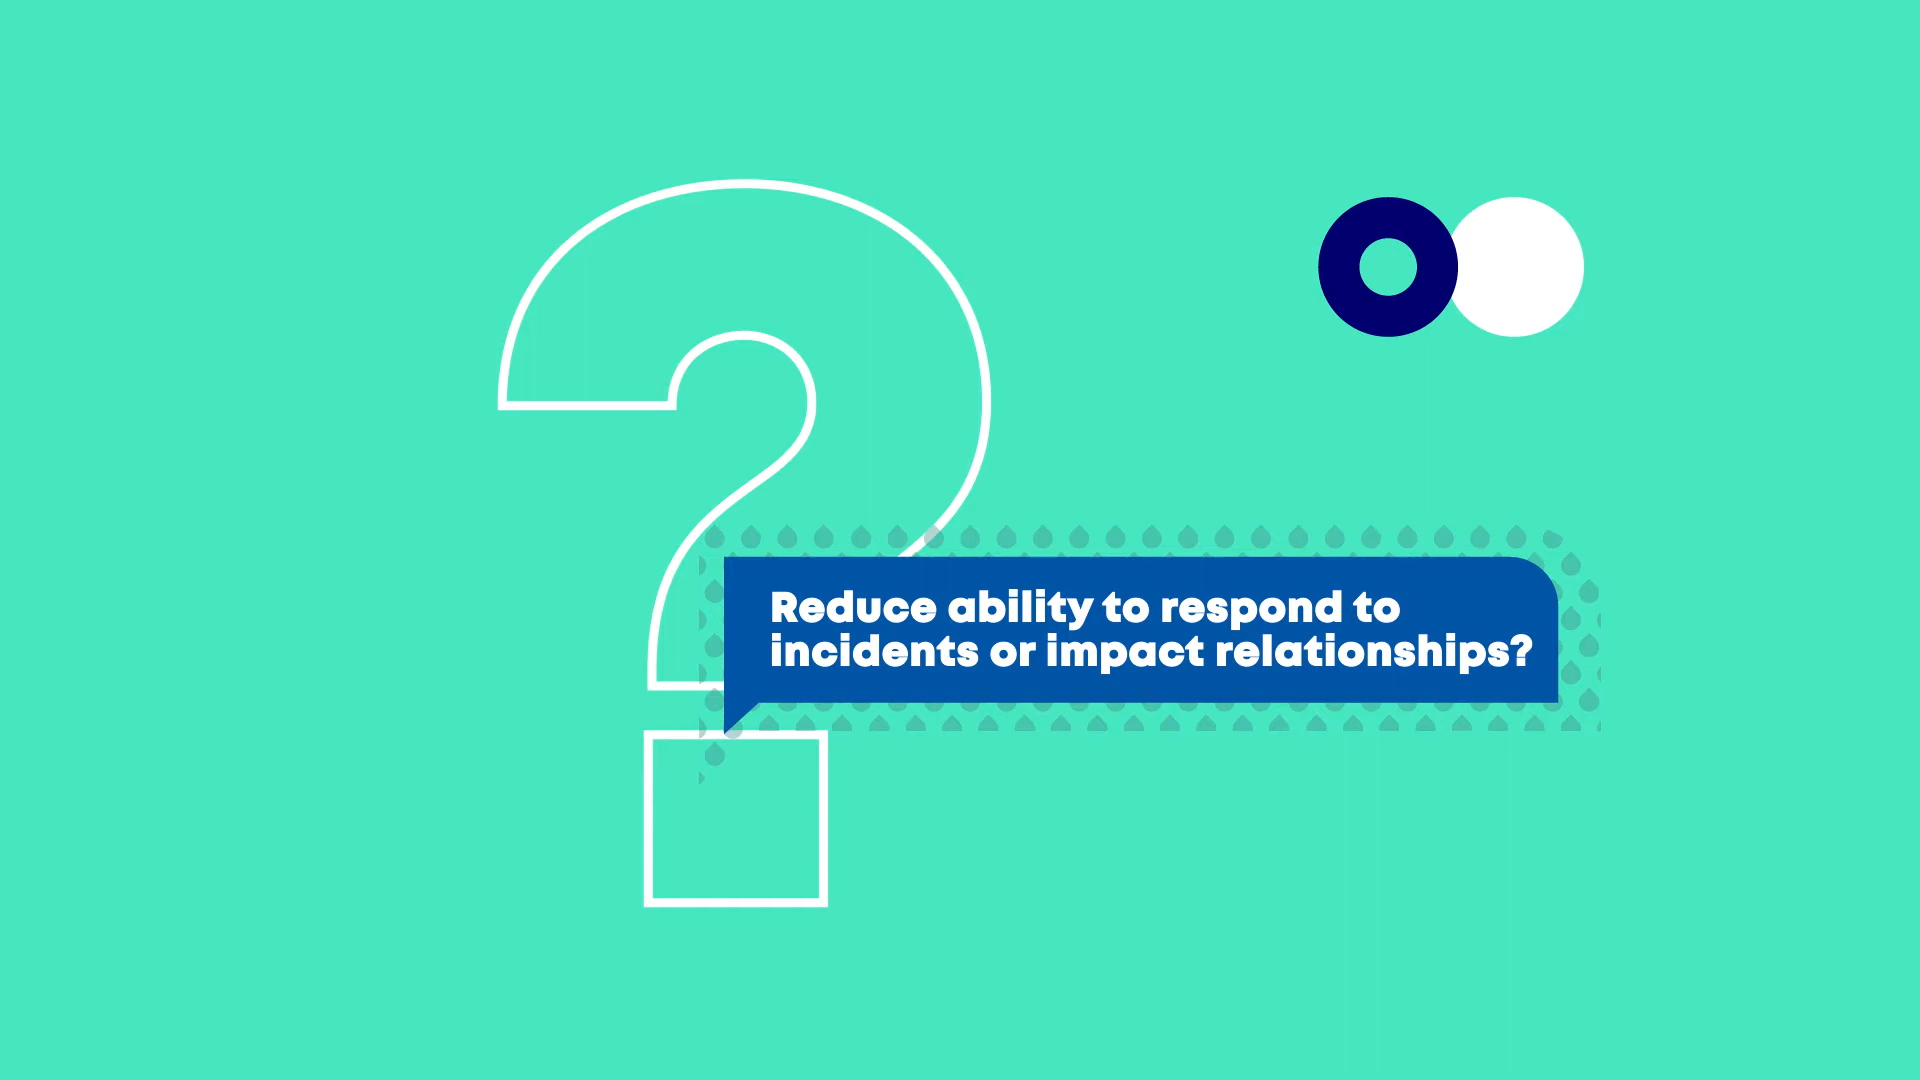 Reduce ability to respond to
incidents or impact relationships?